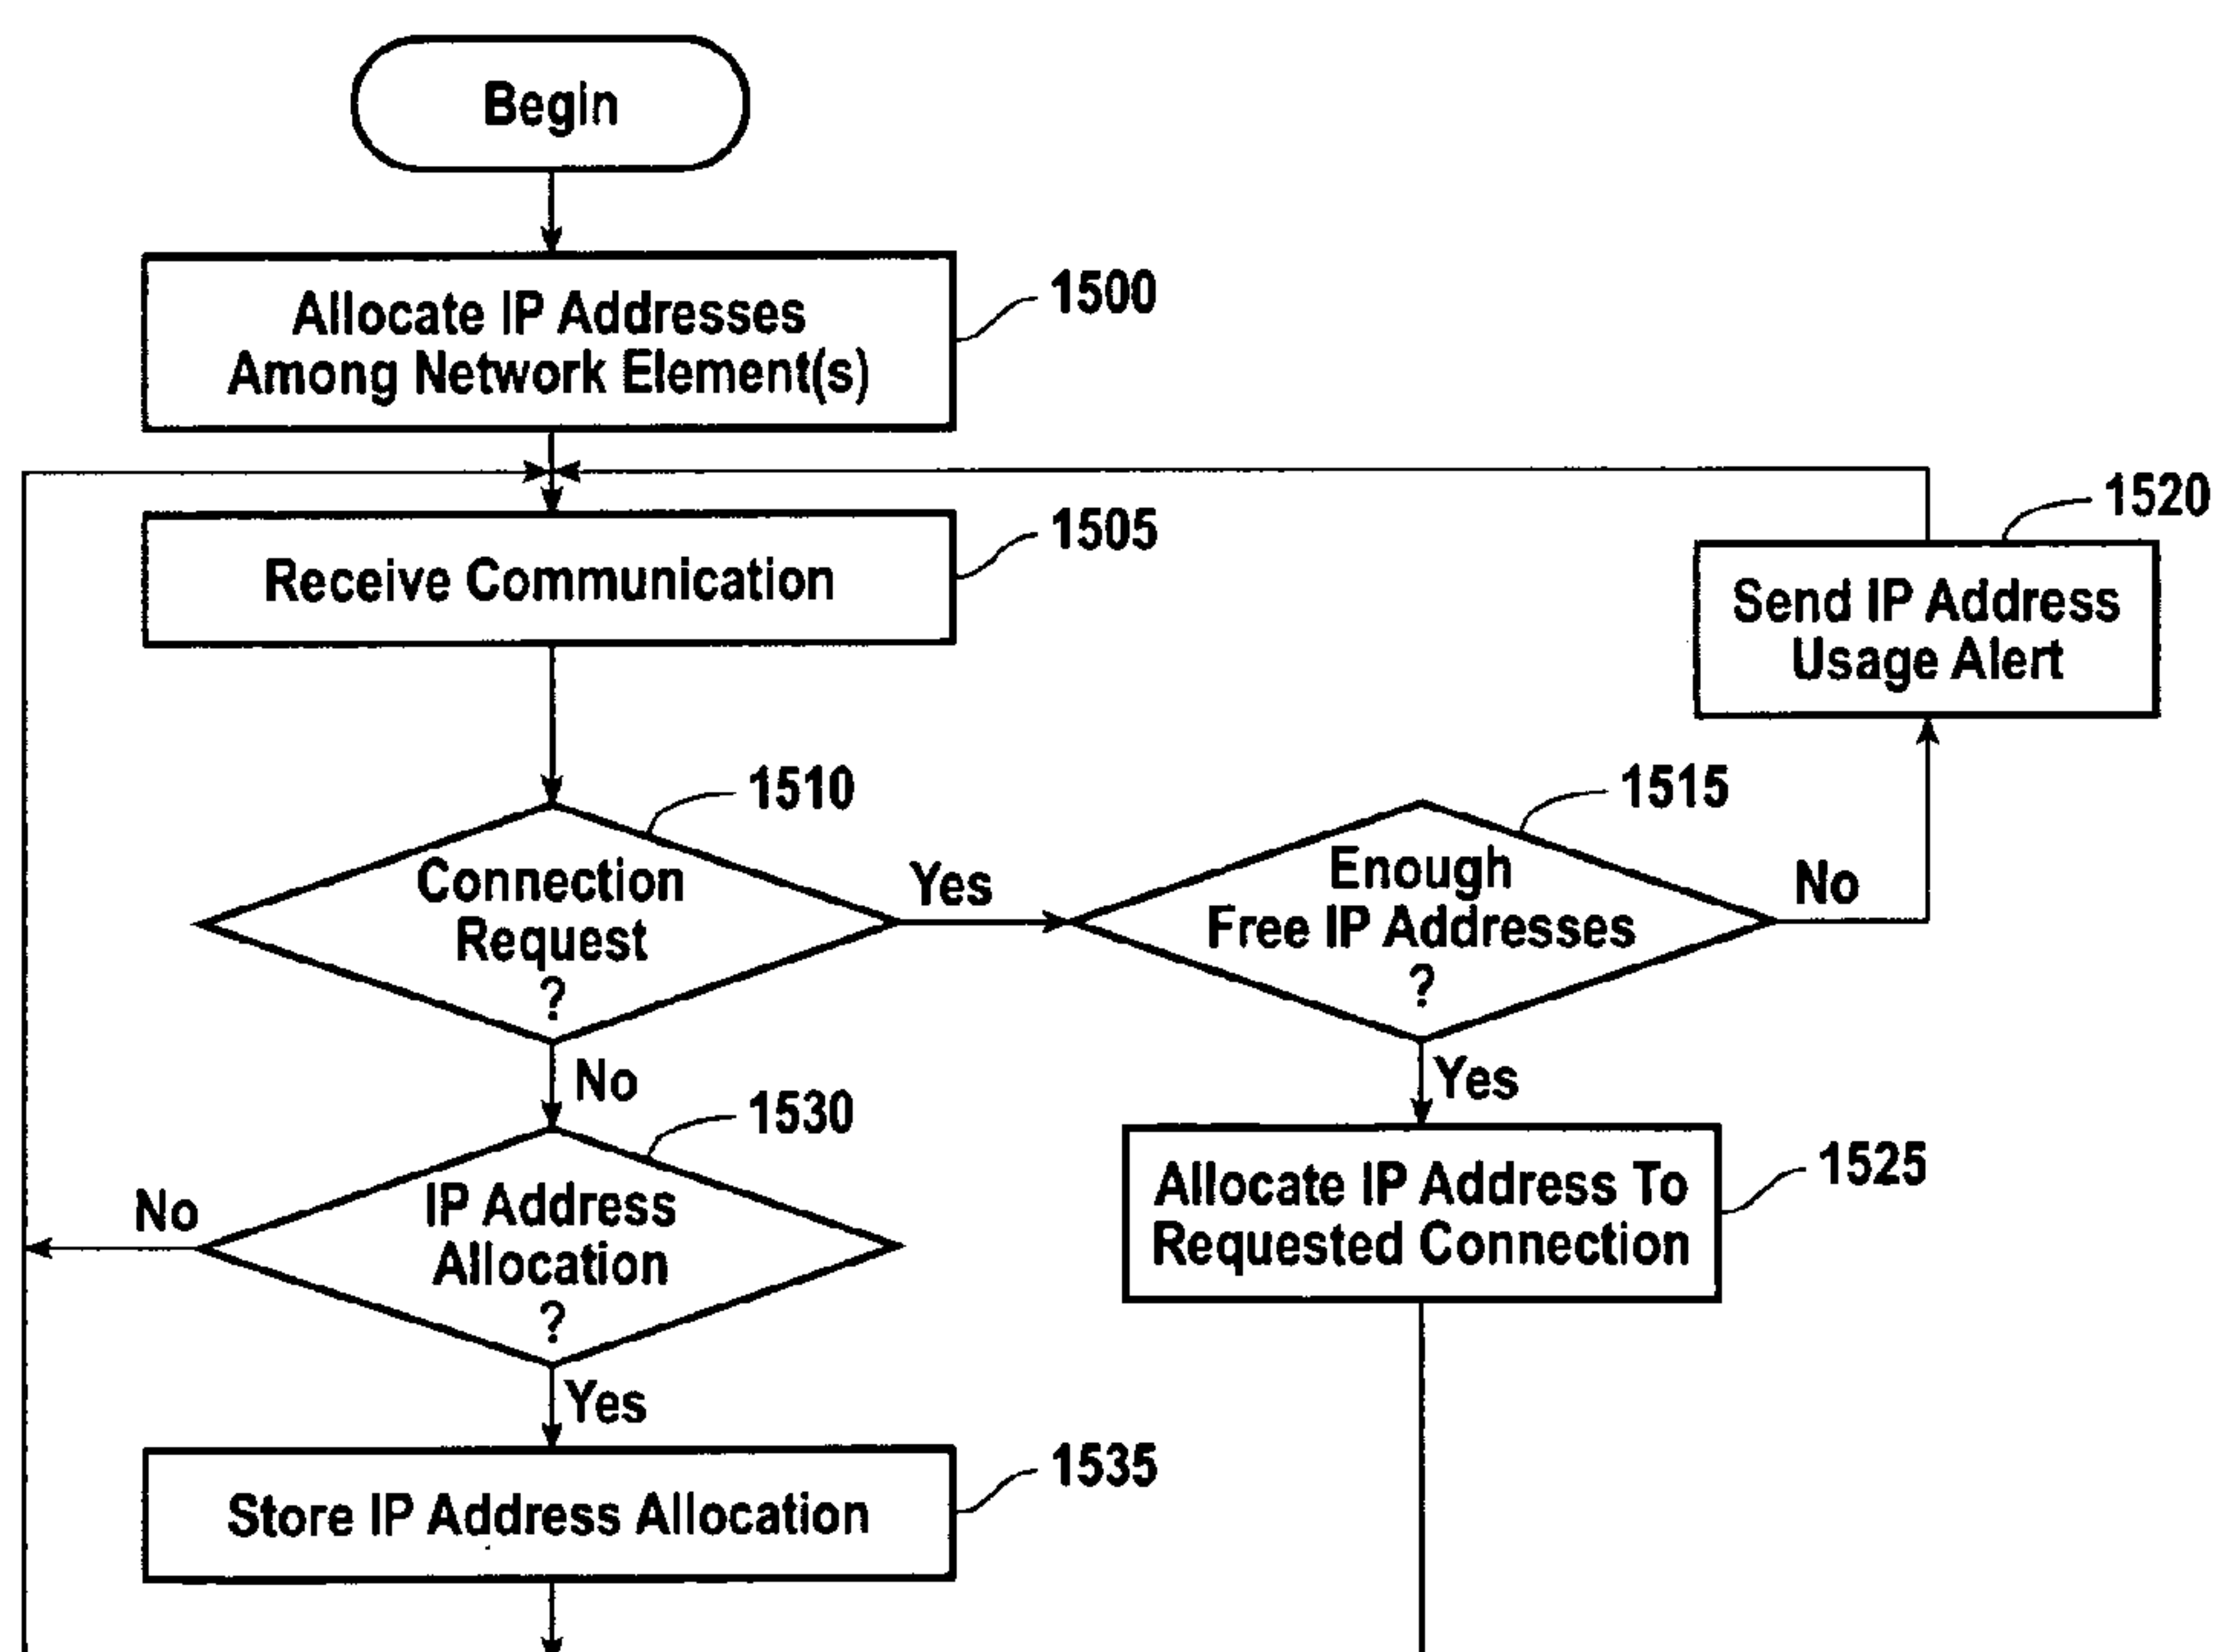 Begin
Allocate IP Addresses
Among Network Element(s)
1500
Receive Communication
1505
Send IP Address
Usage Alert
1520
Connection
Request
?
1510
Yes
Enough
Free IP Addresses
?
1515
No
No
Yes
IP Address
Allocation
?
1530
No
Allocate IP Address To
Requested Connection
1525
Yes
Store IP Address Allocation
1535